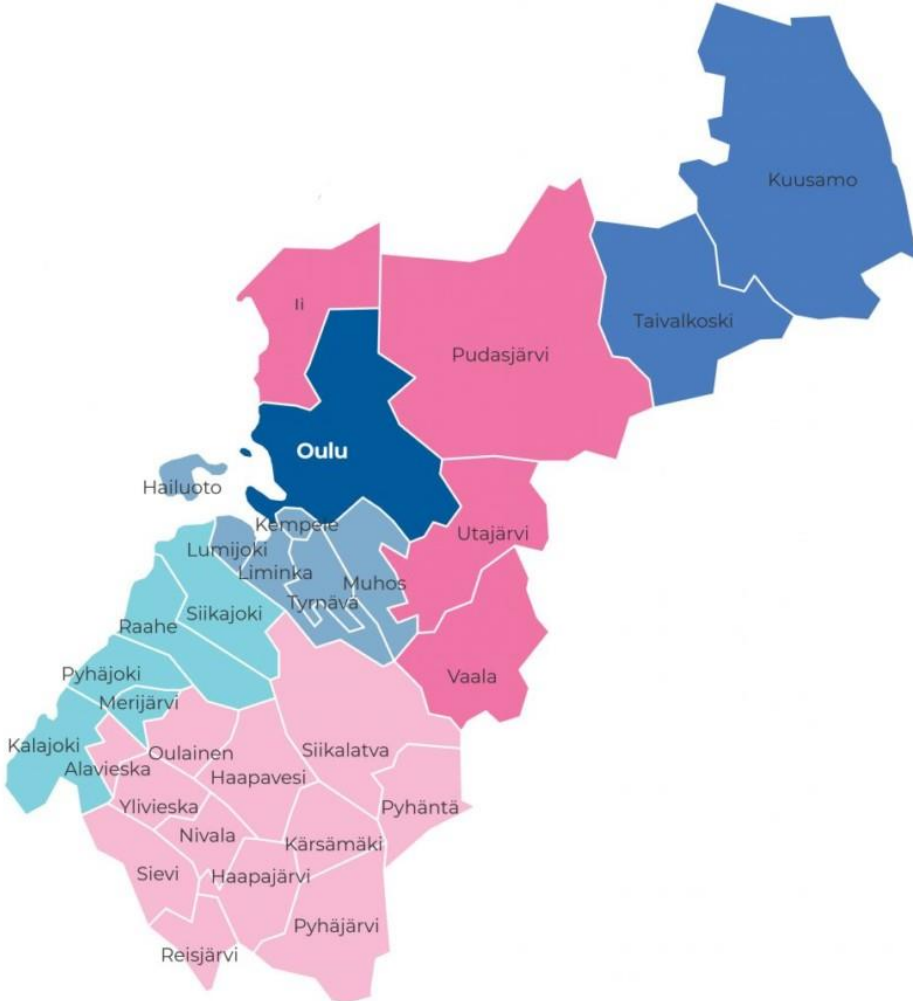 Kuusamo
Ii
Taivalkoski
Pudasjärvi
Oulu
Hailuoto
Kempele
Utajärvi
Lumijoki
Liminka
Muhos
Tyrnävä
Siikajoki
Raahe
Pyhäjoki
Vaala
Merijärvi
Kalajoki
Oulainen
Siikalatva
Alavieska
Haapavesi
Ylivieska
Pyhäntä
Nivala
Kärsämäki
Sievi
Haapajärvi
Pyhäjärvi
Reisjärvi